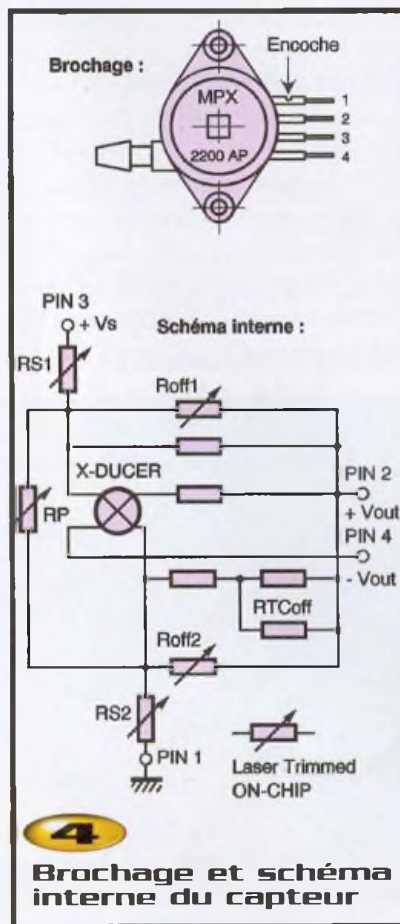 Brochage :
Encoche
MPX
2200 AP
1
2
3
4
PIN 3
+ Vs
Schéma interne :
RS1
Roff1
X-DUCER
RP
PIN 2
+ Vout
PIN 4
- Vout
RTCoff
Roff2
RS2
PIN 1
Laser Trimmed
ON-CHIP
4
Brochage et schéma
interne du capteur